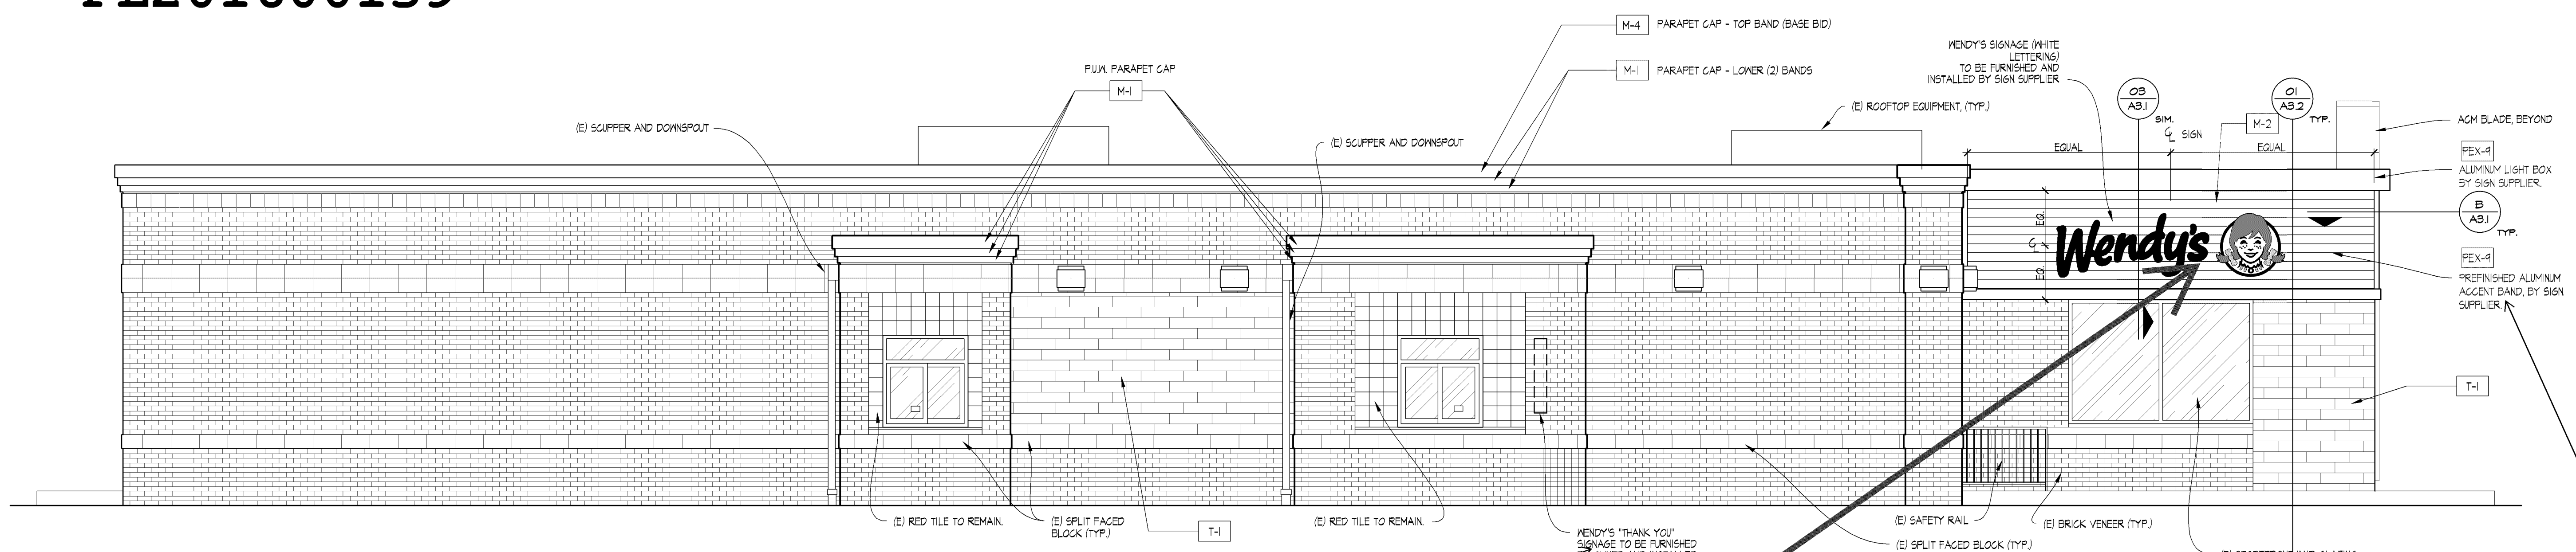 M-4 PARAPET CAP - TOP BAND (BASE BID)
WENDY'S SIGNAGE (WHITE
LETTERING)
TO BE FURNISHED AND
INSTALLED BY SIGN SUPPLIER
P.U.W. PARAPET CAP
M-1
M-1 PARAPET CAP - LOWER (2) BANDS
(E) ROOFTOP EQUIPMENT, (TYP.)
03
A3.1
SIM.
℄ SIGN
01
A3.2
TYP.
M-2
ACM BLADE, BEYOND
(E) SCUPPER AND DOWNSPOUT
(E) SCUPPER AND DOWNSPOUT
EQUAL
EQUAL
PEX-9
ALUMINUM LIGHT BOX
BY SIGN SUPPLIER.
B
A3.1
TYP.
EQ.
℄
EQ.
Wendy's
PEX-9
PREFINISHED ALUMINUM
ACCENT BAND, BY SIGN
SUPPLIER.
T-1
(E) RED TILE TO REMAIN.
(E) SPLIT FACED
BLOCK (TYP.)
T-1
(E) RED TILE TO REMAIN.
WENDY'S "THANK YOU"
SIGNAGE TO BE FURNISHED
(E) SAFETY RAIL
(E) BRICK VENEER (TYP.)
(E) SPLIT FACED BLOCK (TYP.)